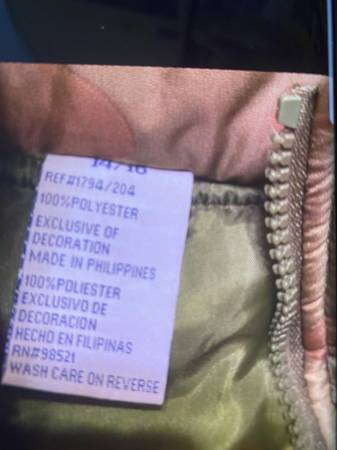 14/16
REF#1794/204
100%POLYESTER
EXCLUSIVE OF
DECORATION
MADE IN PHILIPPINES
100%POLIESTER
EXCLUSIVO DE
DECORACION
HECHO EN FILIPINAS
RN#98521
WASH CARE ON REVERSE